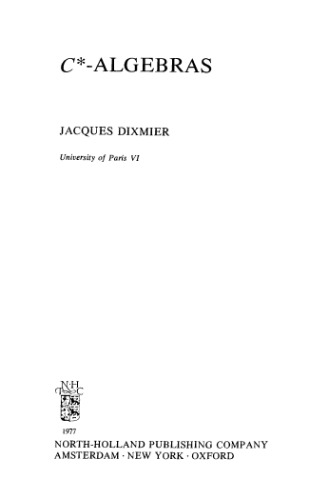 C*-ALGEBRAS
JACQUES DIXMIER
University of Paris VI
N·H
1977
NORTH-HOLLAND PUBLISHING COMPANY
AMSTERDAM · NEW YORK · OXFORD